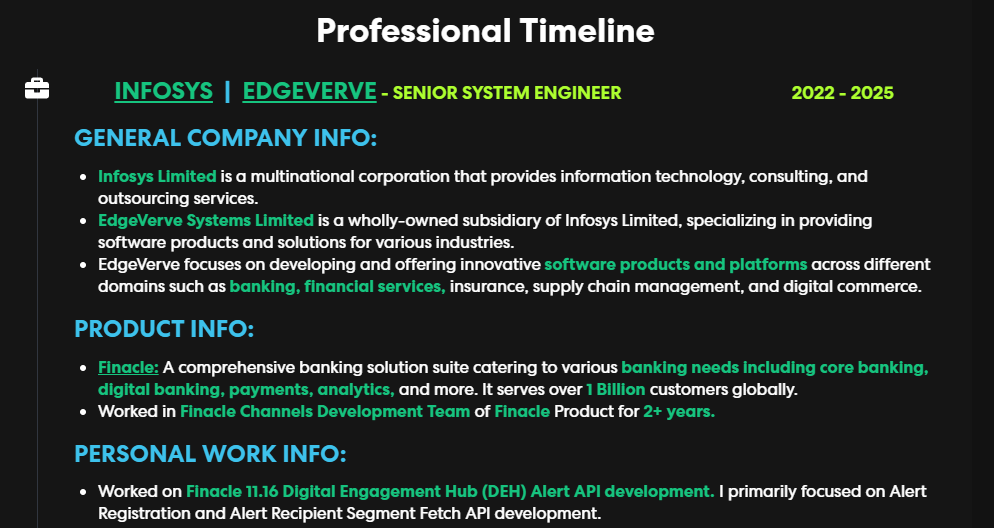 Professional Timeline
INFOSYS | EDGEVERVE - SENIOR SYSTEM ENGINEER 2022 - 2025
GENERAL COMPANY INFO:
• Infosys Limited is a multinational corporation that provides information technology, consulting, and
outsourcing services.
• EdgeVerve Systems Limited is a wholly-owned subsidiary of Infosys Limited, specializing in providing
software products and solutions for various industries.
• EdgeVerve focuses on developing and offering innovative software products and platforms across different
domains such as banking, financial services, insurance, supply chain management, and digital commerce.
PRODUCT INFO:
• Finacle: A comprehensive banking solution suite catering to various banking needs including core banking,
digital banking, payments, analytics, and more. It serves over 1 Billion customers globally.
• Worked in Finacle Channels Development Team of Finacle Product for 2+ years.
PERSONAL WORK INFO:
• Worked on Finacle 11.16 Digital Engagement Hub (DEH) Alert API development. I primarily focused on Alert
Registration and Alert Recipient Segment Fetch API development.